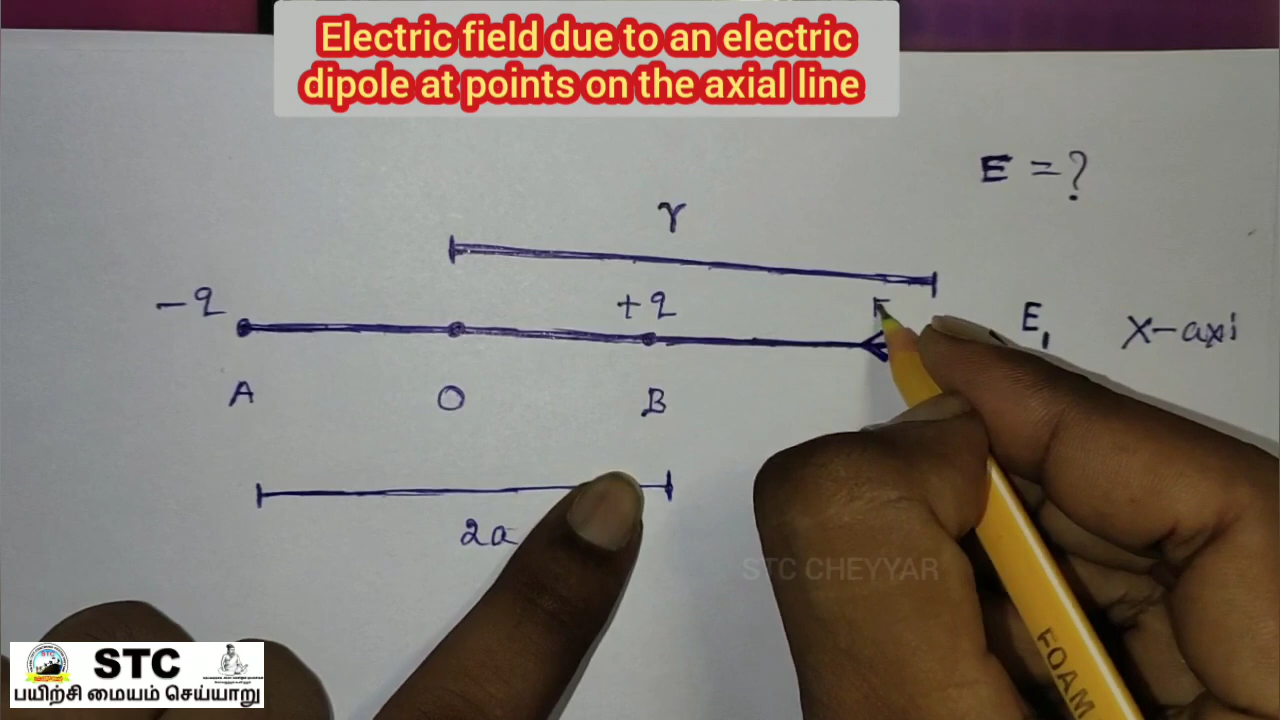 Electric field due to an electric
dipole at points on the axial line
E = ?
r
-q
+q
E₁
X-axi
A
O
B
2a
STC CHEYYAR
FOAM
STC
பயிற்சி மையம் செய்யாறு